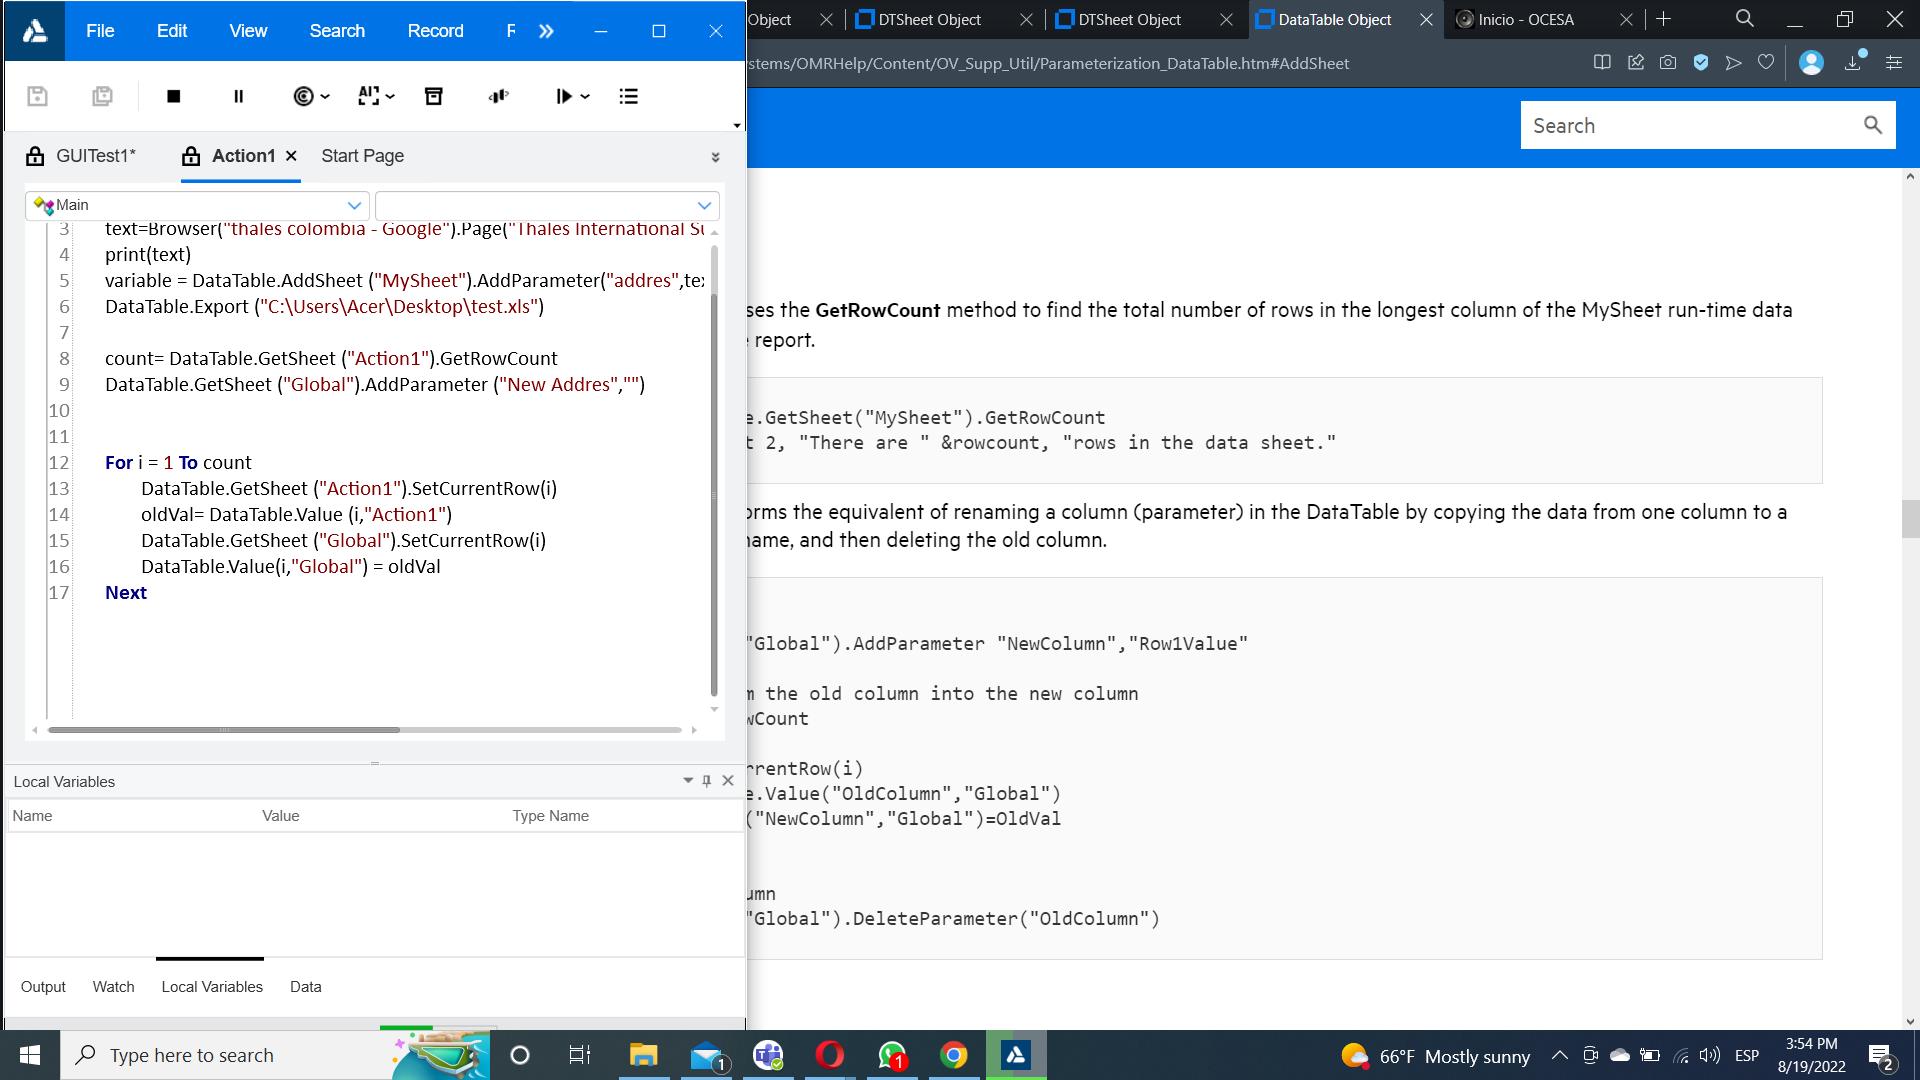 File Edit View Search Record
GUITest1* Action1 Start Page
Main
3 text=Browser("thales colombia - Google").Page("Thales International
4 print(text)
5 variable = DataTable.AddSheet ("MySheet").AddParameter("addres",te
6 DataTable.Export ("C:\Users\Acer\Desktop\test.xls")
7
8 count= DataTable.GetSheet ("Action1").GetRowCount
9 DataTable.GetSheet ("Global").AddParameter ("New Addres","")
10
11
12 For i = 1 To count
13 DataTable.GetSheet ("Action1").SetCurrentRow(i)
14 oldVal= DataTable.Value (i,"Action1")
15 DataTable.GetSheet ("Global").SetCurrentRow(i)
16 DataTable.Value(i,"Global") = oldVal
17 Next
Local Variables
Name Value Type Name
Output Watch Local Variables Data
Object DTSheet Object DTSheet Object DataTable Object Inicio - OCESA
stems/OMRHelp/Content/OV_Supp_Util/Parameterization_DataTable.htm#AddSheet
Search
ses the GetRowCount method to find the total number of rows in the longest column of the MySheet run-time data
report.
e.GetSheet("MySheet").GetRowCount
t 2, "There are " &rowcount, "rows in the data sheet."
orms the equivalent of renaming a column (parameter) in the DataTable by copying the data from one column to a
name, and then deleting the old column.
"Global").AddParameter "NewColumn","Row1Value"
m the old column into the new column
wCount
rrentRow(i)
e.Value("OldColumn","Global")
("NewColumn","Global")=OldVal
umn
"Global").DeleteParameter("OldColumn")
Type here to search
1
1
66°F Mostly sunny
ESP
3:54 PM
8/19/2022
2